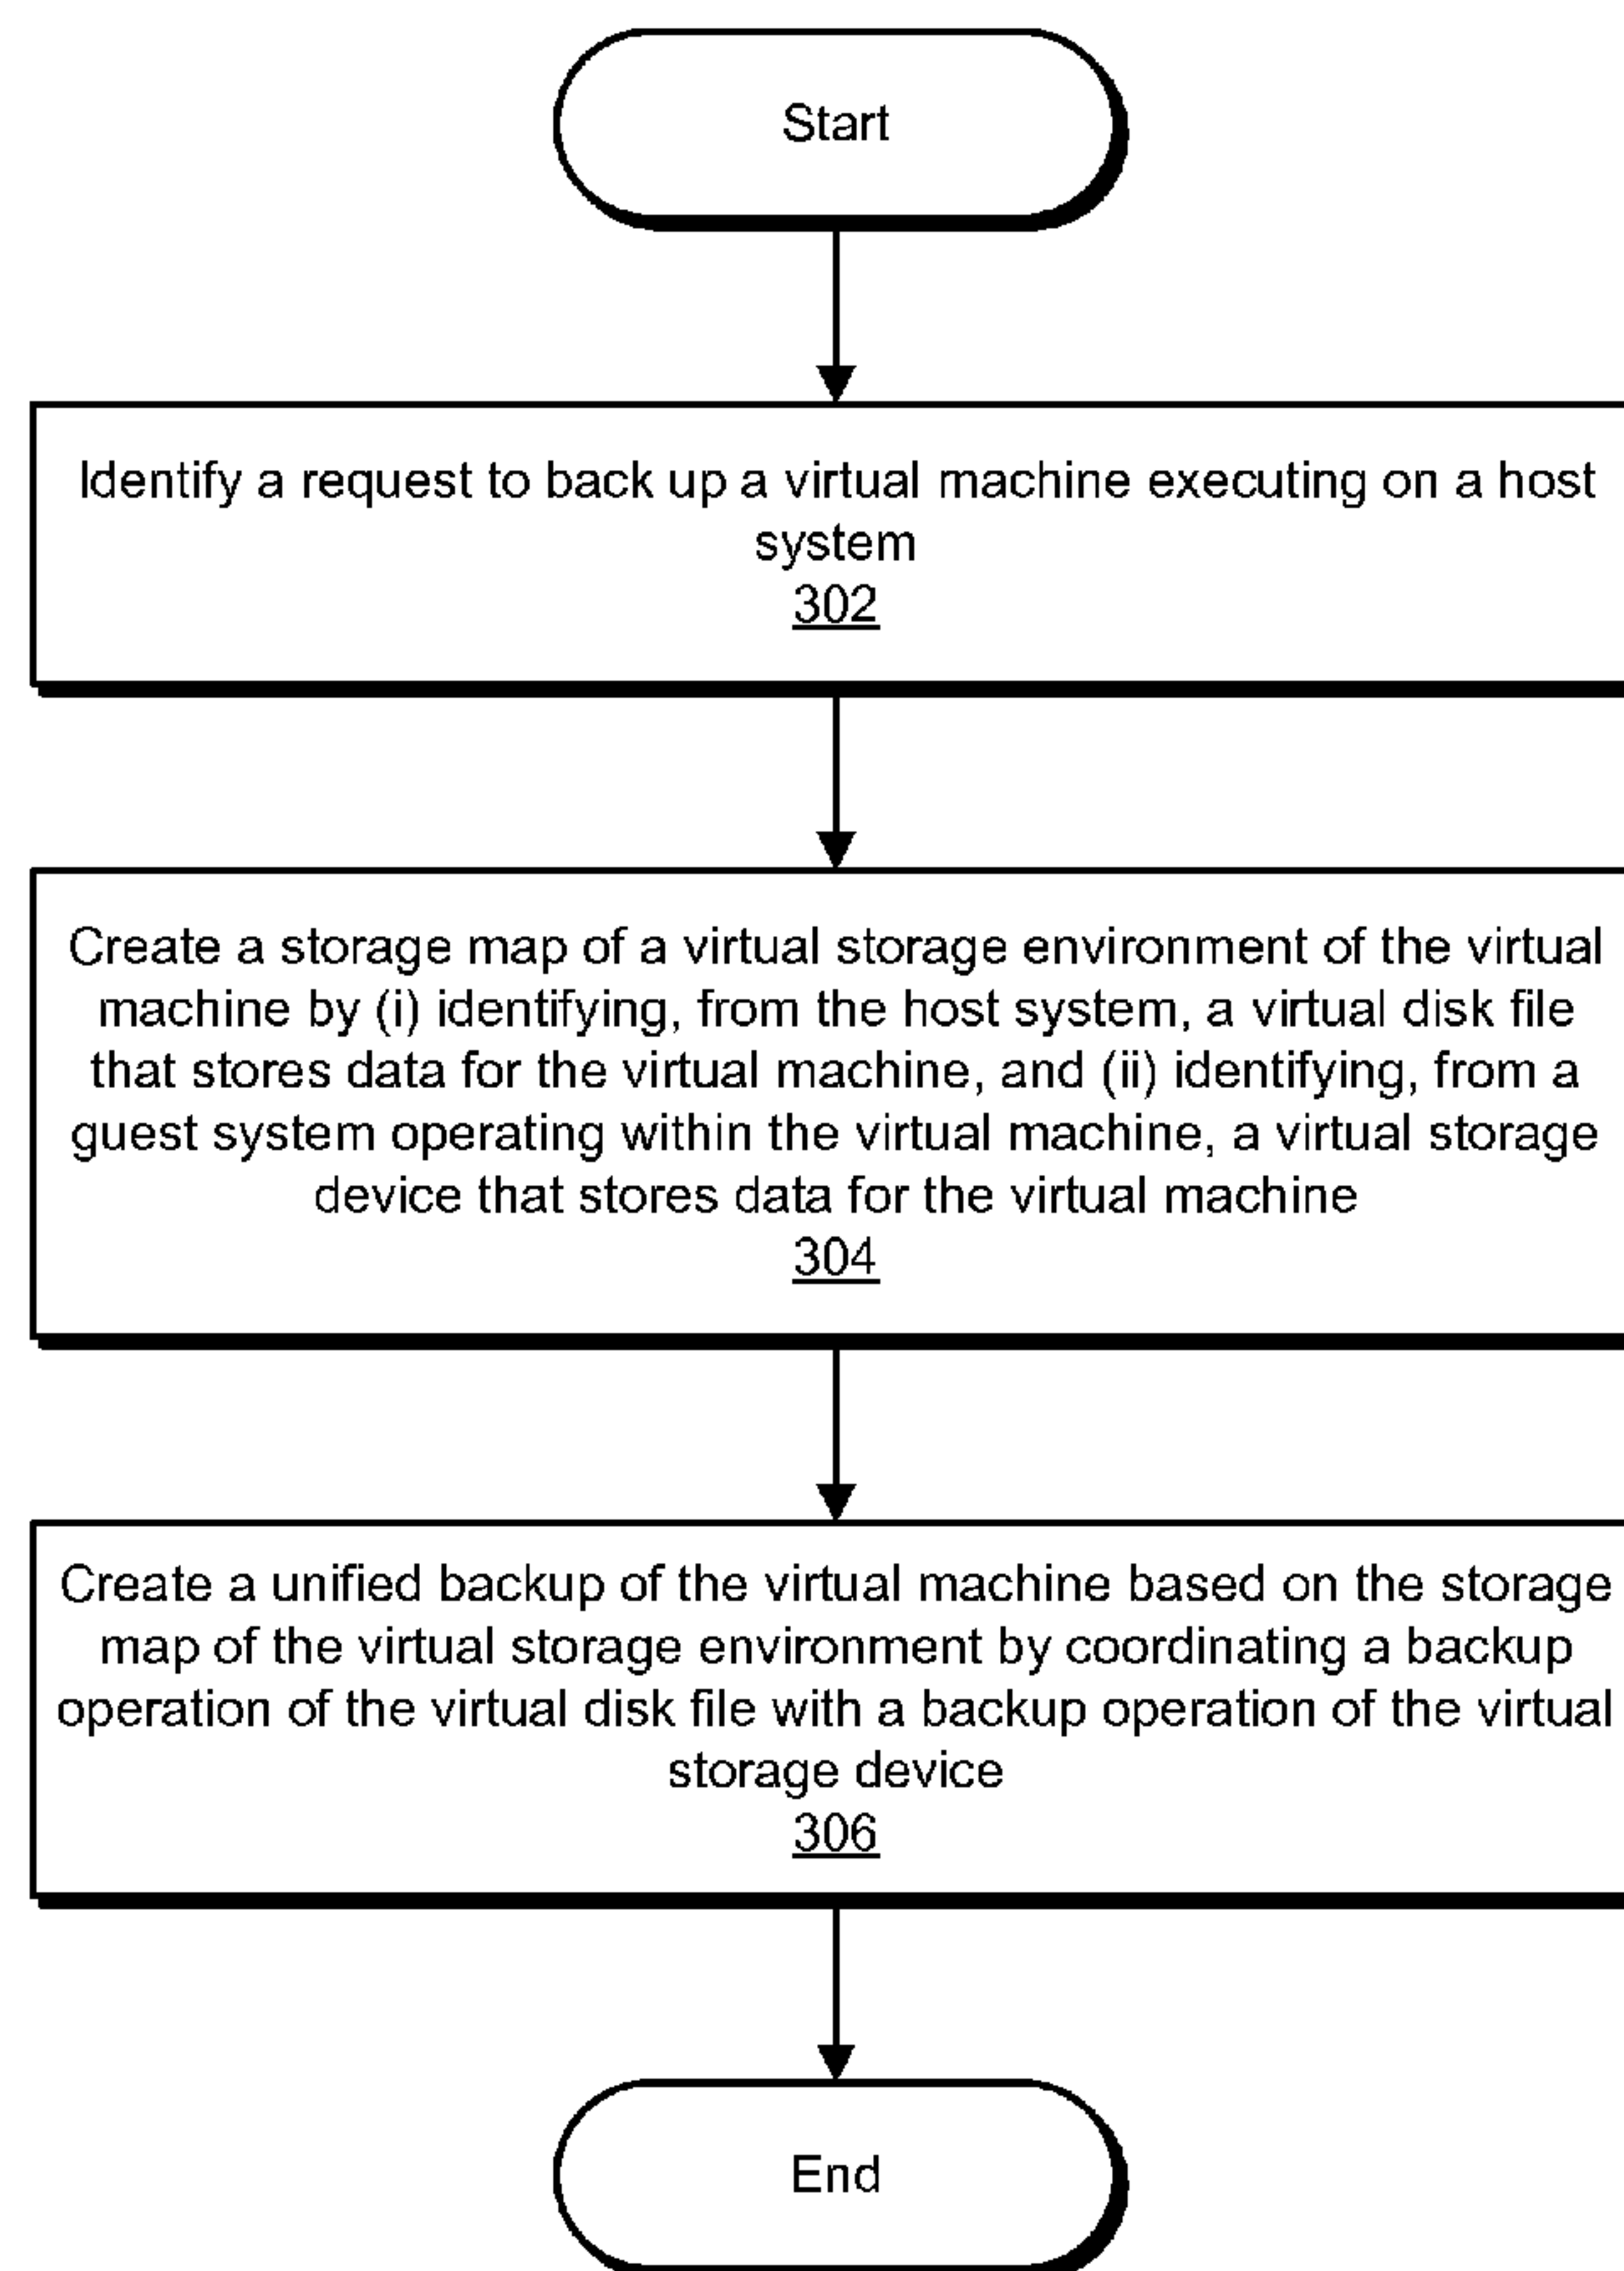 Start
Identify a request to back up a virtual machine executing on a host
system
302
Create a storage map of a virtual storage environment of the virtual
machine by (i) identifying, from the host system, a virtual disk file
that stores data for the virtual machine, and (ii) identifying, from a
guest system operating within the virtual machine, a virtual storage
device that stores data for the virtual machine
304
Create a unified backup of the virtual machine based on the storage
map of the virtual storage environment by coordinating a backup
operation of the virtual disk file with a backup operation of the virtual
storage device
306
End